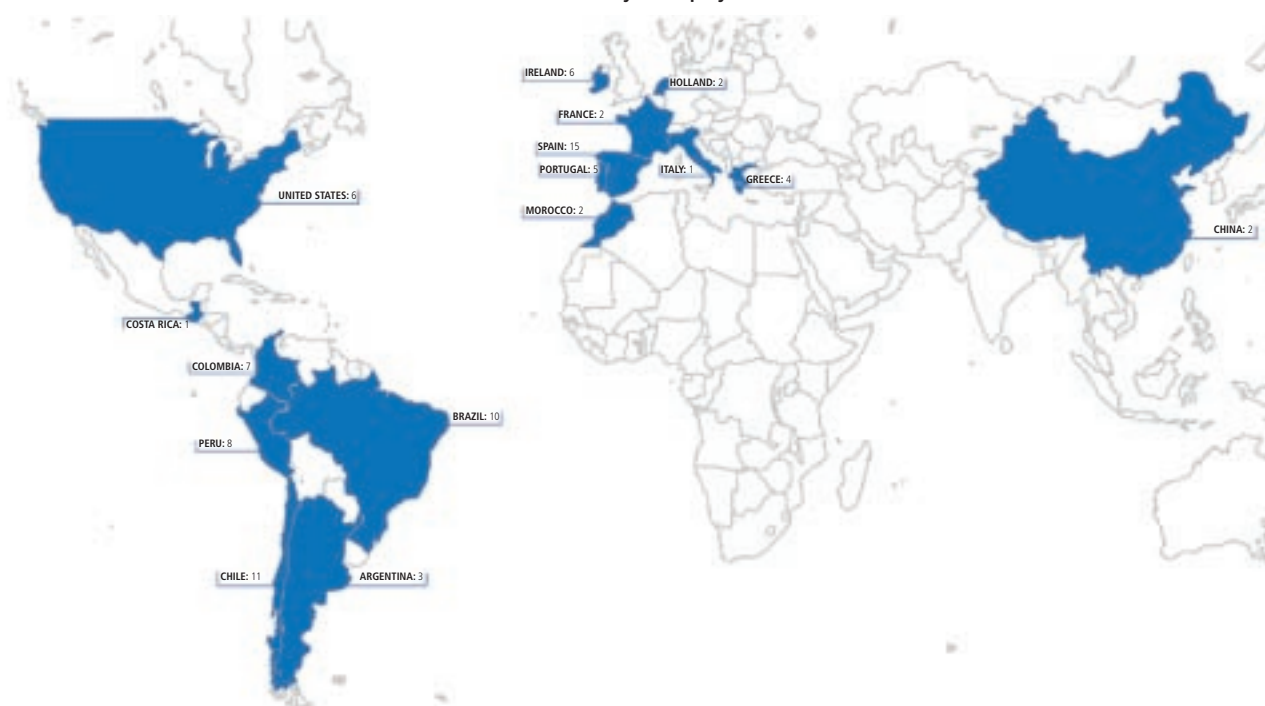 IRELAND: 6
HOLLAND: 2
FRANCE: 2
SPAIN: 15
PORTUGAL: 5
ITALY: 1
GREECE: 4
UNITED STATES: 6
MOROCCO: 2
CHINA: 2
COSTA RICA: 1
COLOMBIA: 7
BRAZIL: 10
PERU: 8
CHILE: 11
ARGENTINA: 3